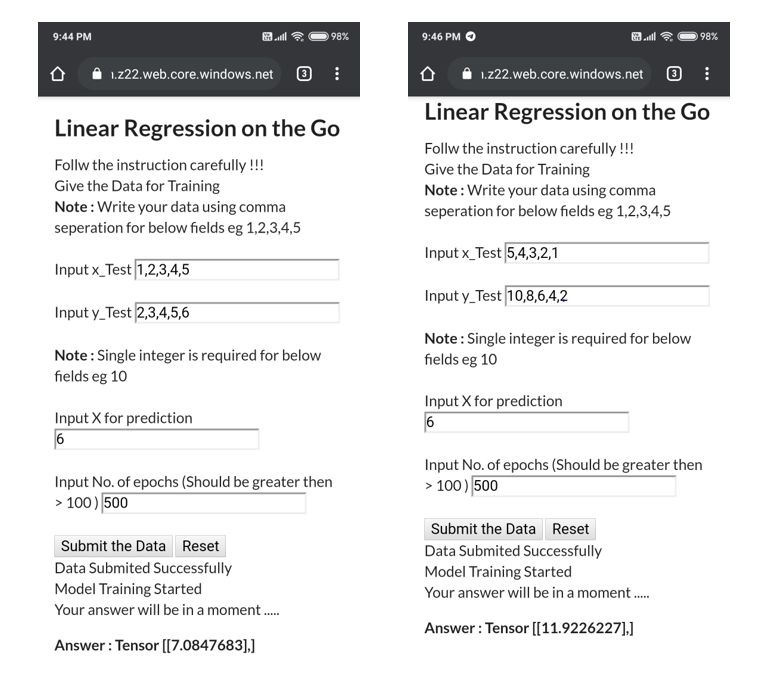 9:44 PM
98%
ı.z22.web.core.windows.net
3
Linear Regression on the Go
Follw the instruction carefully !!!
Give the Data for Training
Note : Write your data using comma
seperation for below fields eg 1,2,3,4,5
Input x_Test 1,2,3,4,5
Input y_Test 2,3,4,5,6
Note : Single integer is required for below
fields eg 10
Input X for prediction
6
Input No. of epochs (Should be greater then
> 100 ) 500
Submit the Data Reset
Data Submited Successfully
Model Training Started
Your answer will be in a moment .....
Answer : Tensor [[7.0847683],]
9:46 PM
98%
ı.z22.web.core.windows.net
3
Linear Regression on the Go
Follw the instruction carefully !!!
Give the Data for Training
Note : Write your data using comma
seperation for below fields eg 1,2,3,4,5
Input x_Test 5,4,3,2,1
Input y_Test 10,8,6,4,2
Note : Single integer is required for below
fields eg 10
Input X for prediction
6
Input No. of epochs (Should be greater then
> 100 ) 500
Submit the Data Reset
Data Submited Successfully
Model Training Started
Your answer will be in a moment .....
Answer : Tensor [[11.9226227],]